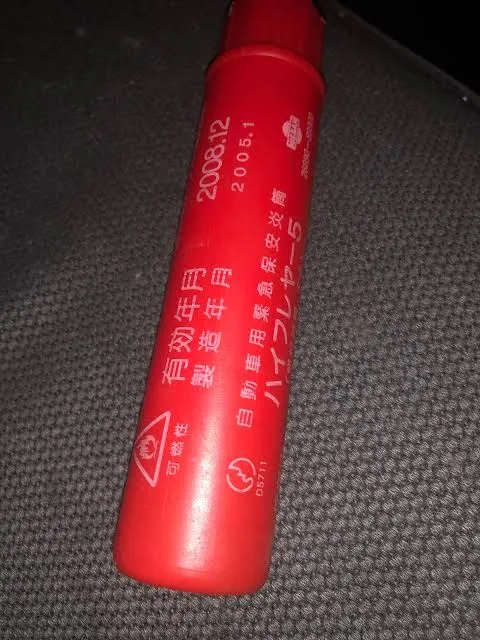 有効年月 2008.12
製造年月 2005.1
自動車用緊急保安炎筒
ハイフレヤー5
可燃性
D5711